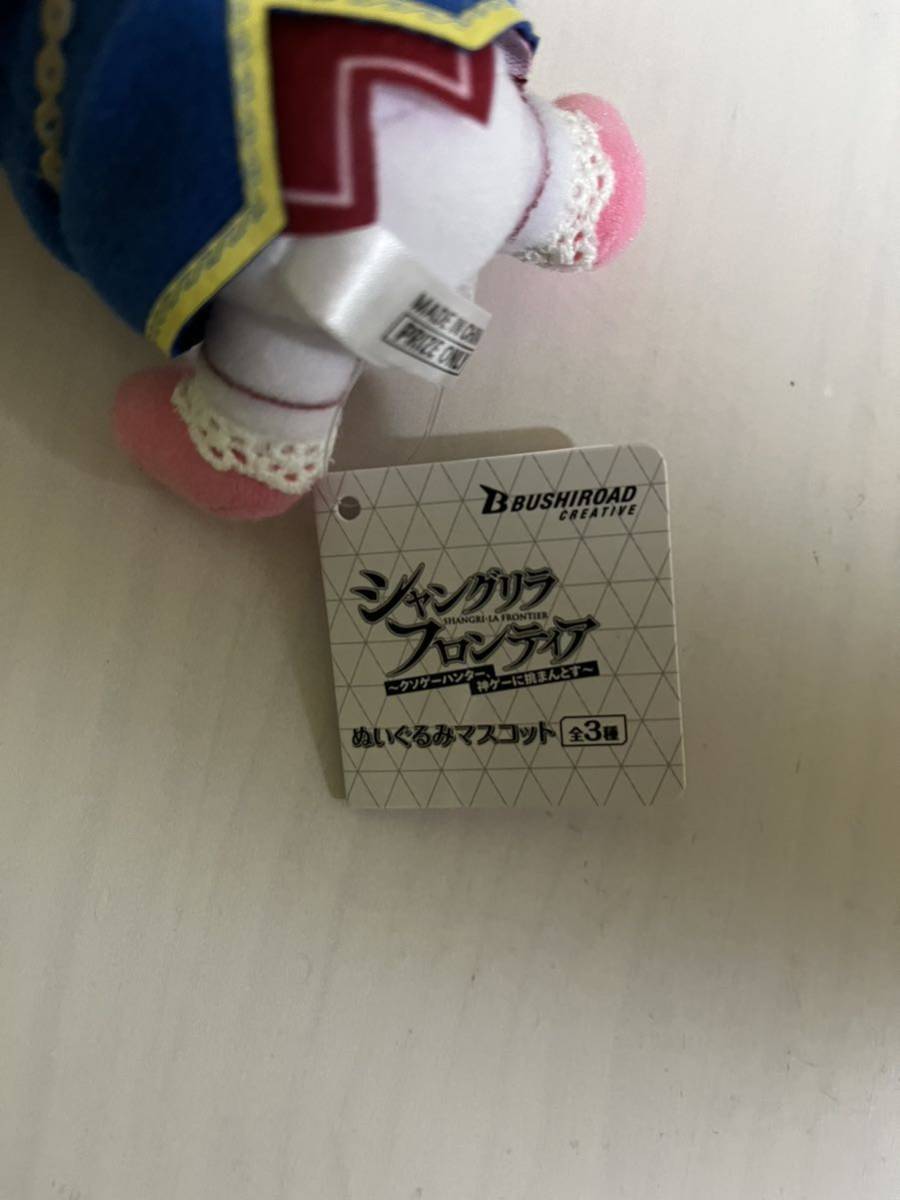 MADE IN CHIN
PRIZE ONLY
BUSHIROAD
CREATIVE
シャングリラ
SHANGRI-LA FRONTIER
フロンティア
～クソゲーハンター、
神ゲーに挑まんとす～
ぬいぐるみマスコット 全3種